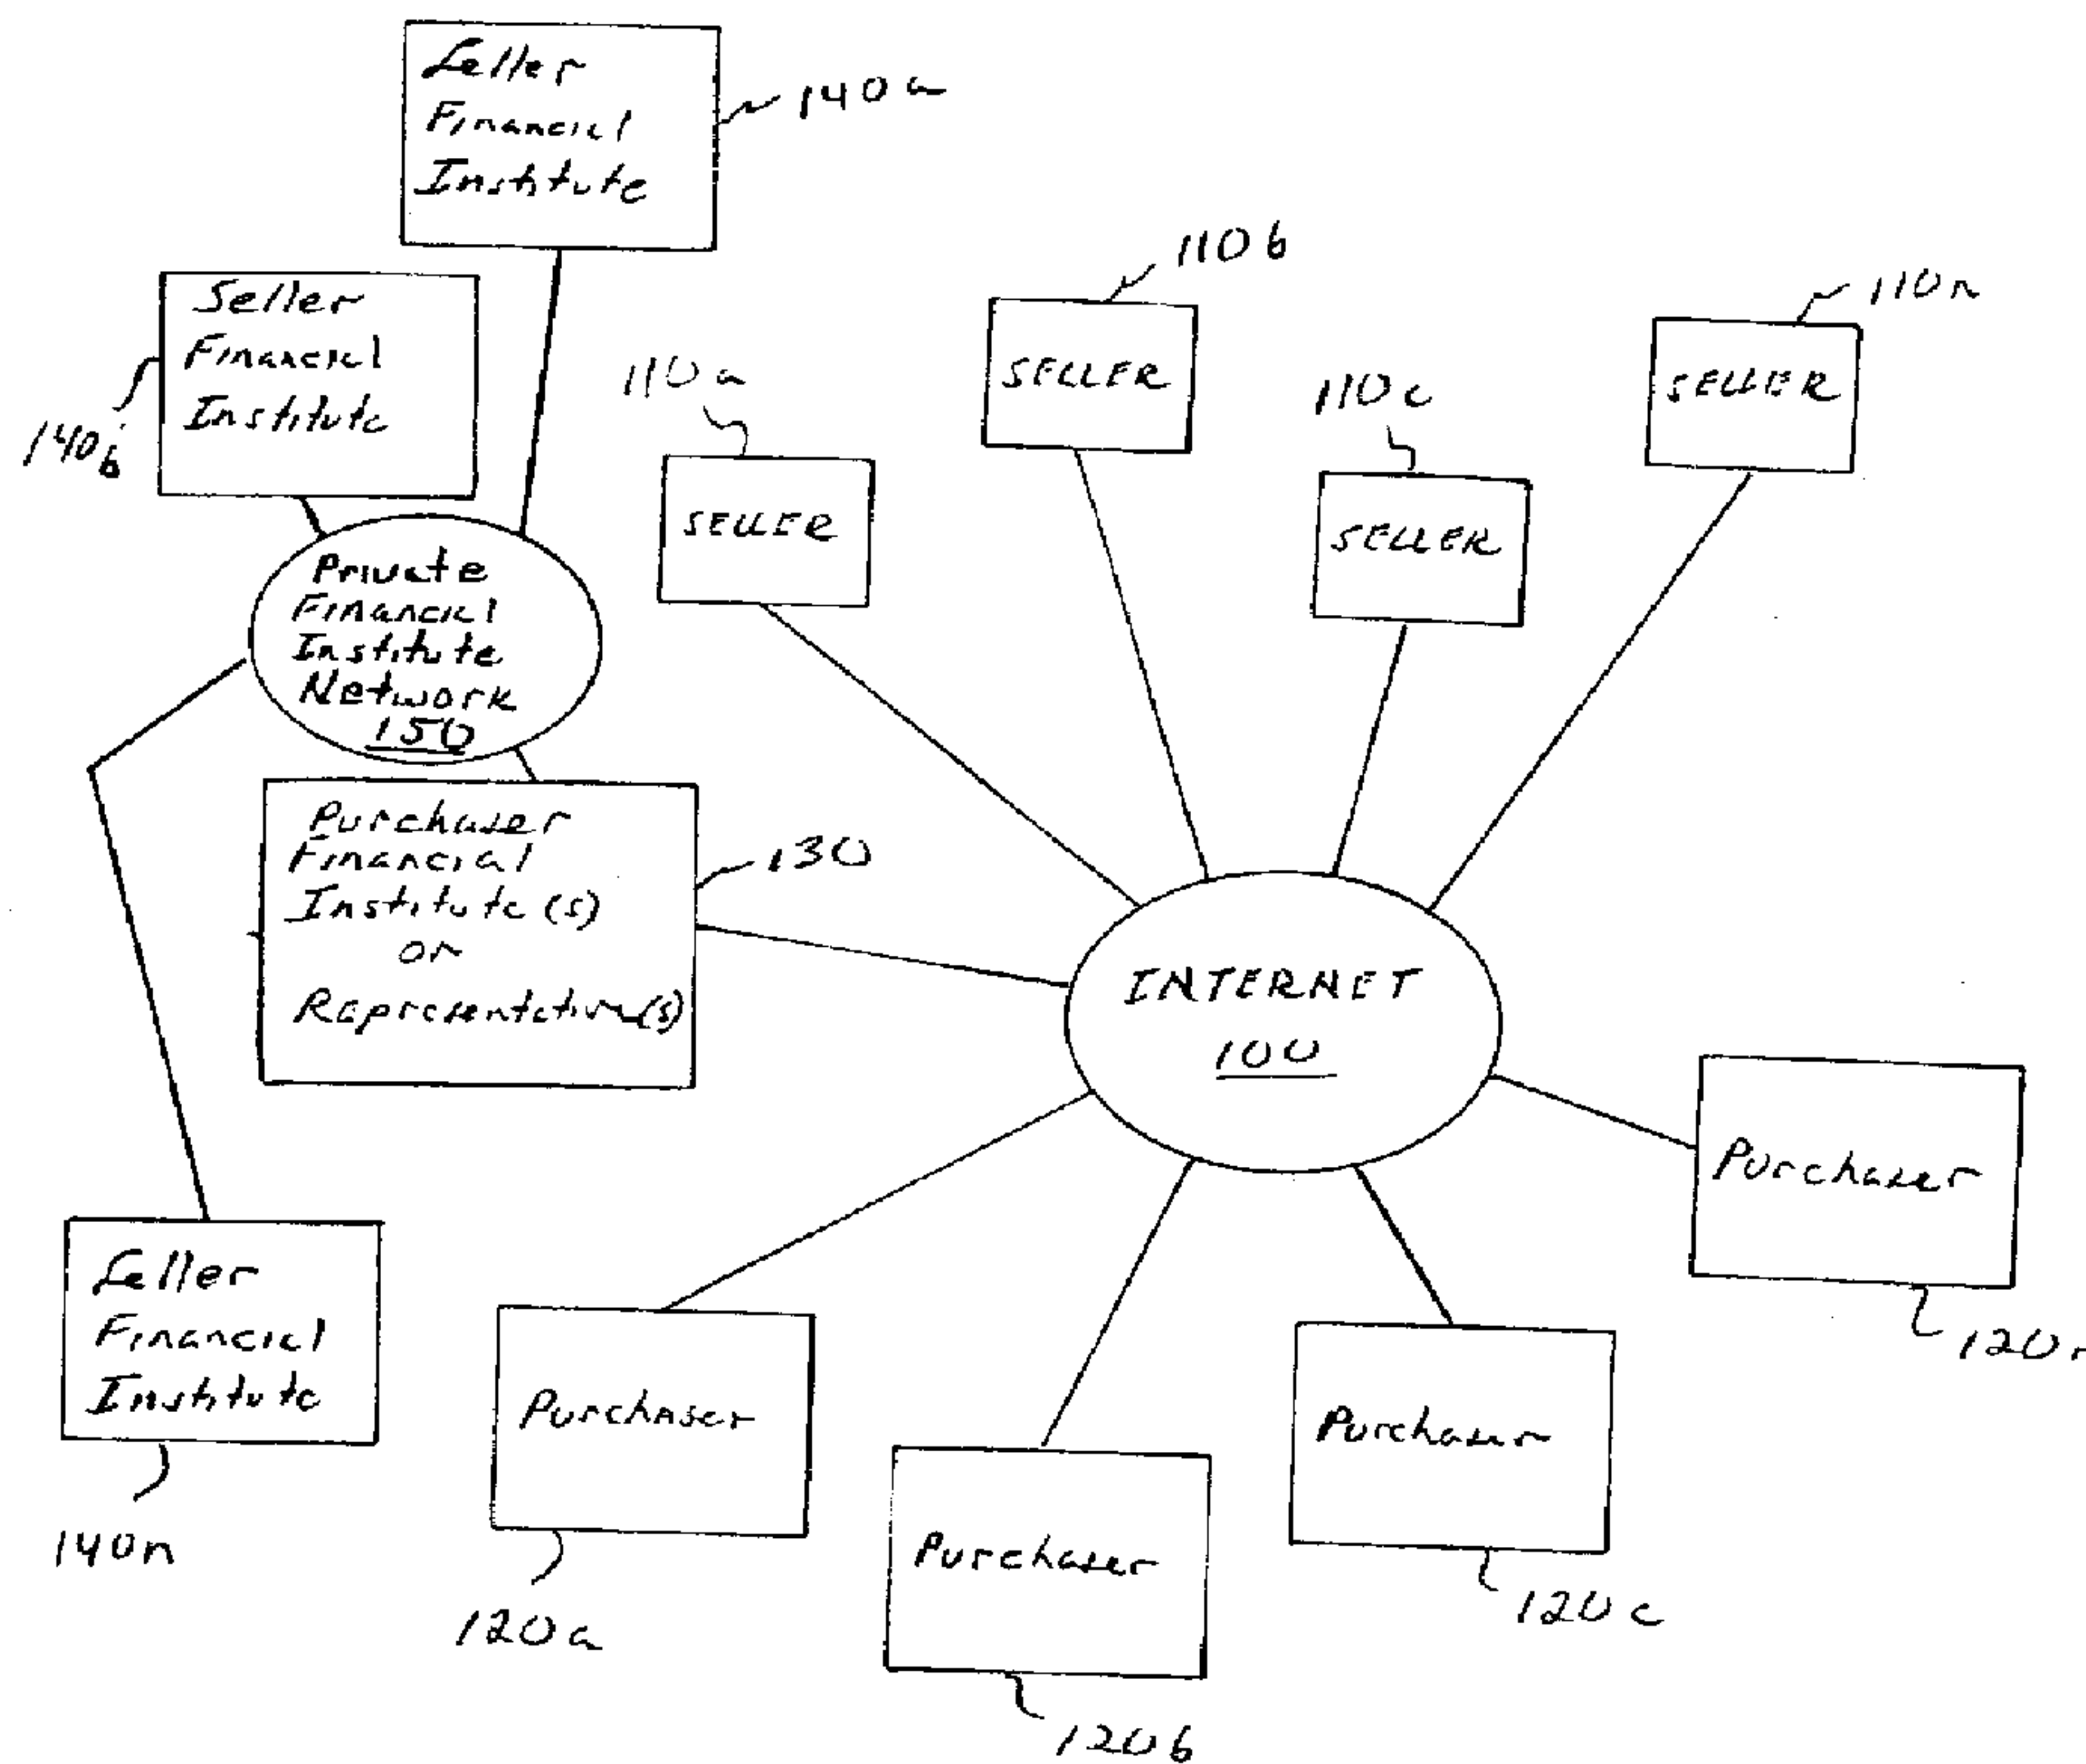 Seller
Financial
Institute
140a
Seller
Financial
Institute
140b
110b
110n
SELLER
SELLER
110a
110c
SELLER
SELLER
Private
Financial
Institute
Network
150
Purchaser
Financial
Institute(s)
or
Representative(s)
130
INTERNET
100
Purchaser
120n
Seller
Financial
Institute
140n
Purchaser
120a
Purchaser
120c
Purchaser
120b